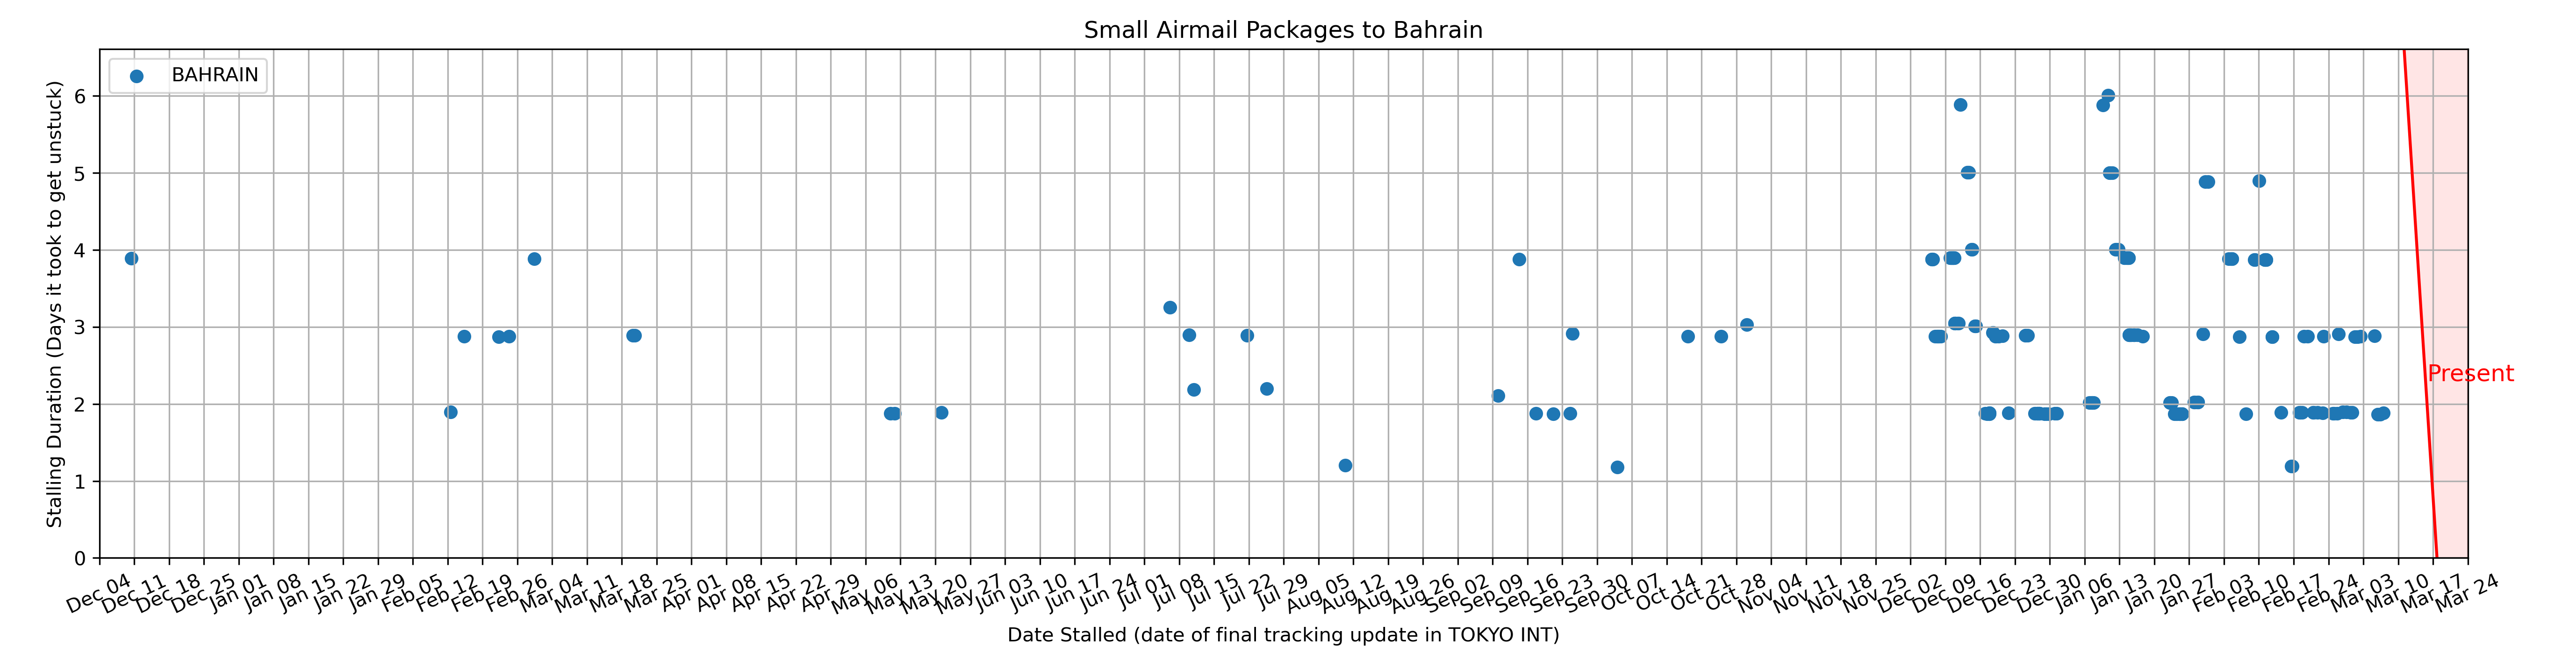 Small Airmail Packages to Bahrain
BAHRAIN
Stalling Duration (Days it took to get unstuck)
6
5
4
3
2
1
0
Present
Dec 04
Dec 11
Dec 18
Dec 25
Jan 01
Jan 08
Jan 15
Jan 22
Jan 29
Feb 05
Feb 12
Feb 19
Feb 26
Mar 04
Mar 11
Mar 18
Mar 25
Apr 01
Apr 08
Apr 15
Apr 22
Apr 29
May 06
May 13
May 20
May 27
Jun 03
Jun 10
Jun 17
Jun 24
Jul 01
Jul 08
Jul 15
Jul 22
Jul 29
Aug 05
Aug 12
Aug 19
Aug 26
Sep 02
Sep 09
Sep 16
Sep 23
Sep 30
Oct 07
Oct 14
Oct 21
Oct 28
Nov 04
Nov 11
Nov 18
Nov 25
Dec 02
Dec 09
Dec 16
Dec 23
Dec 30
Jan 06
Jan 13
Jan 20
Jan 27
Feb 03
Feb 10
Feb 17
Feb 24
Mar 03
Mar 10
Mar 17
Mar 24
Date Stalled (date of final tracking update in TOKYO INT)